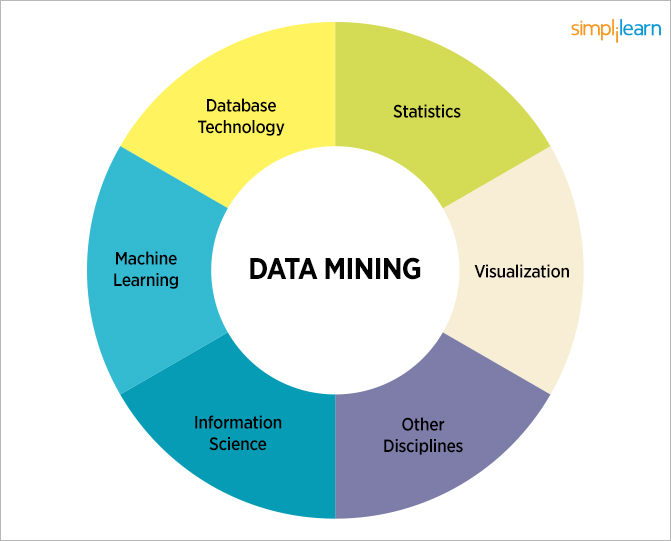 simplilearn
Database
Technology
Statistics
Machine
Learning
DATA MINING
Visualization
Information
Science
Other
Disciplines